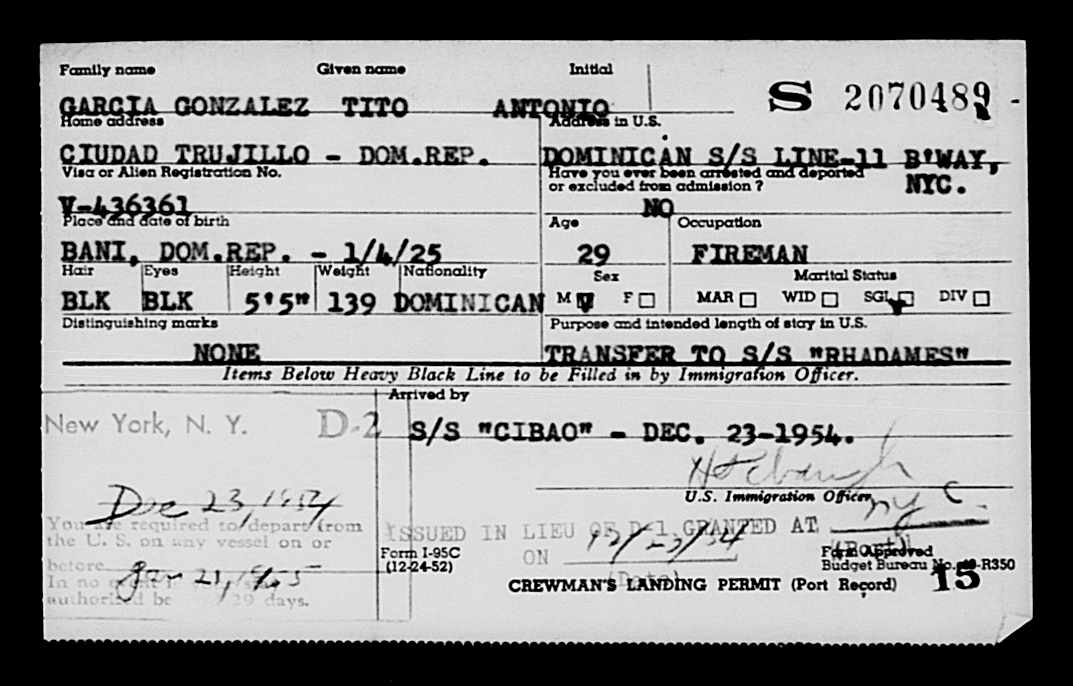 Family name Given name Initial
S 2070489
GARCIA GONZALEZ TITO ANTONIO
Home address Address in U.S.
CIUDAD TRUJILLO - DOM.REP. DOMINICAN S/S LINE-11 B'WAY, NYC.
Visa or Alien Registration No. Have you ever been arrested and deported or excluded from admission?
V-436361 NO
Place and date of birth Age Occupation
BANI, DOM.REP. - 1/4/25 29 FIREMAN
Hair Eyes Height Weight Nationality Sex Marital Status
BLK BLK 5'5" 139 DOMINICAN M F MAR WID SGL DIV
Distinguishing marks Purpose and intended length of stay in U.S.
NONE TRANSFER TO S/S "RHADAMES"
Items Below Heavy Black Line to be Filled in by Immigration Officer.
Arrived by
New York, N. Y. D-2 S/S "CIBAO" - DEC. 23-1954.
U.S. Immigration Officer
Dec 23, 1954 NYC
You are required to depart from ISSUED IN LIEU OF D-1 GRANTED AT
the U. S. on any vessel on or (Port)
before Jan 21, 1955 ON 12/23/54
(Date)
In no
authorized be 29 days.
Form I-95C
(12-24-52)
Form Approved
Budget Bureau No. -R350
CREWMAN'S LANDING PERMIT (Port Record) 15